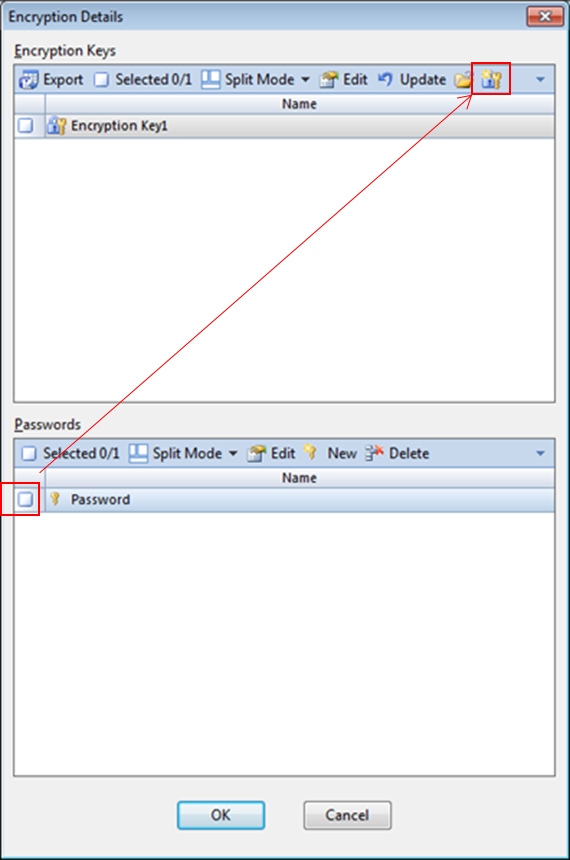 Encryption Details
Encryption Keys
Export Selected 0/1 Split Mode Edit Update
Name
Encryption Key1
Passwords
Selected 0/1 Split Mode Edit New Delete
Name
Password
OK Cancel